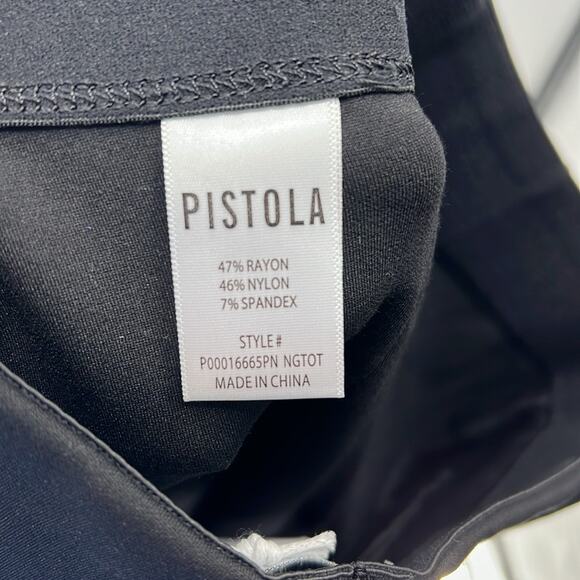 PISTOLA
47% RAYON
46% NYLON
7% SPANDEX
STYLE#
P00016665PN NGTOT
MADE IN CHINA